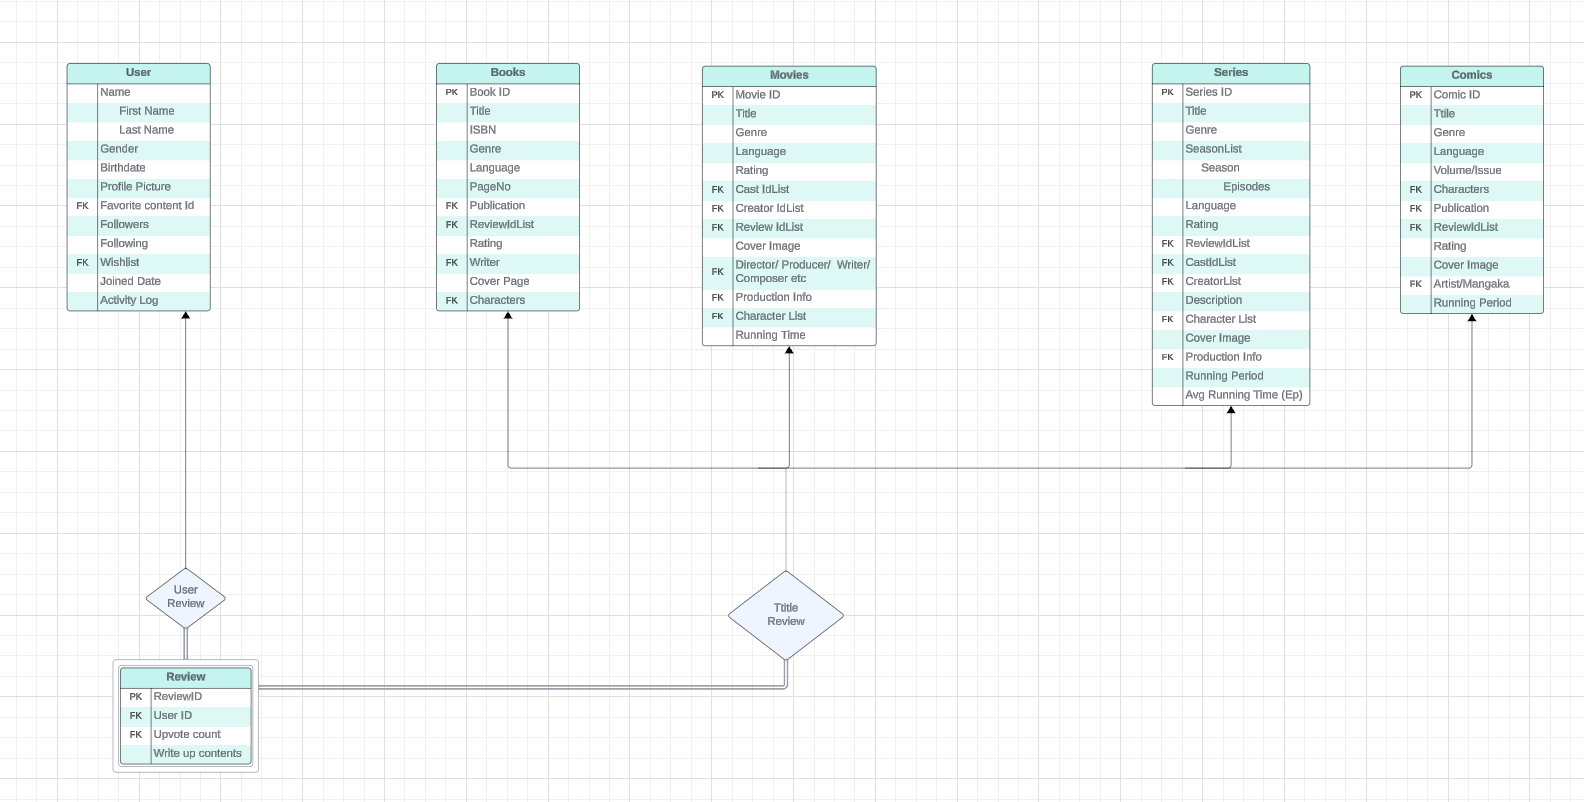 User
Name
First Name
Last Name
Gender
Birthdate
Profile Picture
FK Favorite content Id
Followers
Following
FK Wishlist
Joined Date
Activity Log
Books
PK Book ID
Title
ISBN
Genre
Language
PageNo
FK Publication
FK ReviewIdList
Rating
FK Writer
Cover Page
FK Characters
Movies
PK Movie ID
Title
Genre
Language
Rating
FK Cast IdList
FK Creator IdList
FK Review IdList
Cover Image
FK Director/ Producer/ Writer/
Composer etc
FK Production Info
FK Character List
Running Time
Series
PK Series ID
Title
Genre
SeasonList
Season
Episodes
Language
Rating
FK ReviewIdList
FK CastIdList
FK CreatorList
Description
FK Character List
Cover Image
FK Production Info
Running Period
Avg Running Time (Ep)
Comics
PK Comic ID
Ttile
Genre
Language
Volume/Issue
FK Characters
FK Publication
FK ReviewIdList
Rating
Cover Image
FK Artist/Mangaka
Running Period
User
Review
Ttitle
Review
Review
PK ReviewID
FK User ID
FK Upvote count
Write up contents